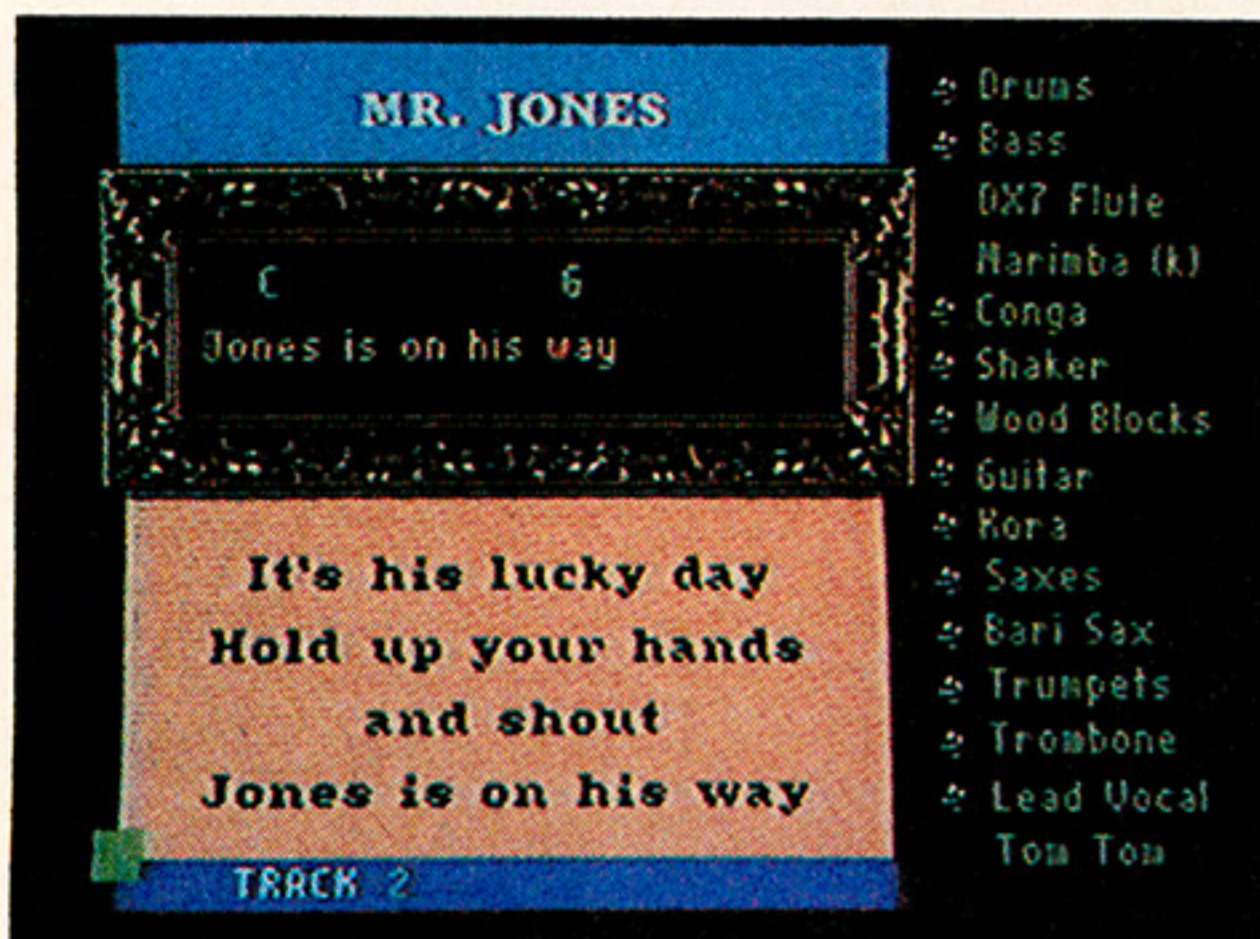 MR. JONES
C G
Jones is on his way
It's his lucky day
Hold up your hands
and shout
Jones is on his way
TRACK 2
Drums
Bass
DX7 Flute
Marimba (k)
Conga
Shaker
Wood Blocks
Guitar
Kora
Saxes
Bari Sax
Trumpets
Trombone
Lead Vocal
Tom Tom